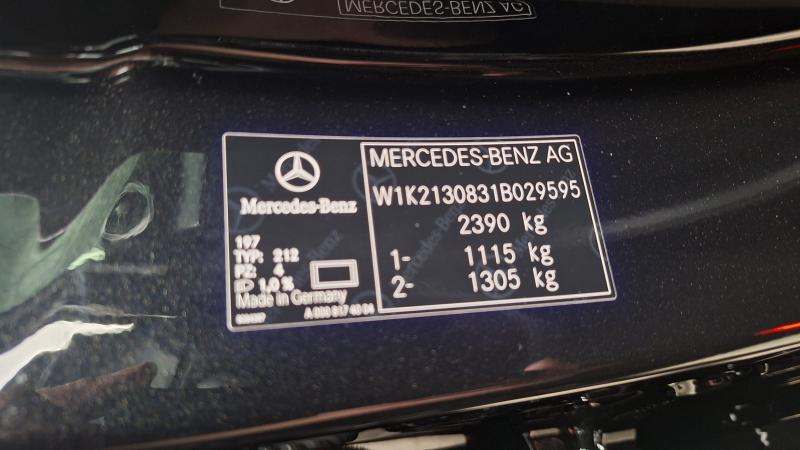 MERCEDES-BENZ AG
Mercedes-Benz
197
TYP: 212
PZ: 4
1,0 %
Made in Germany
MERCEDES-BENZ AG
W1K2130831B029595
2390 kg
1- 1115 kg
2- 1305 kg